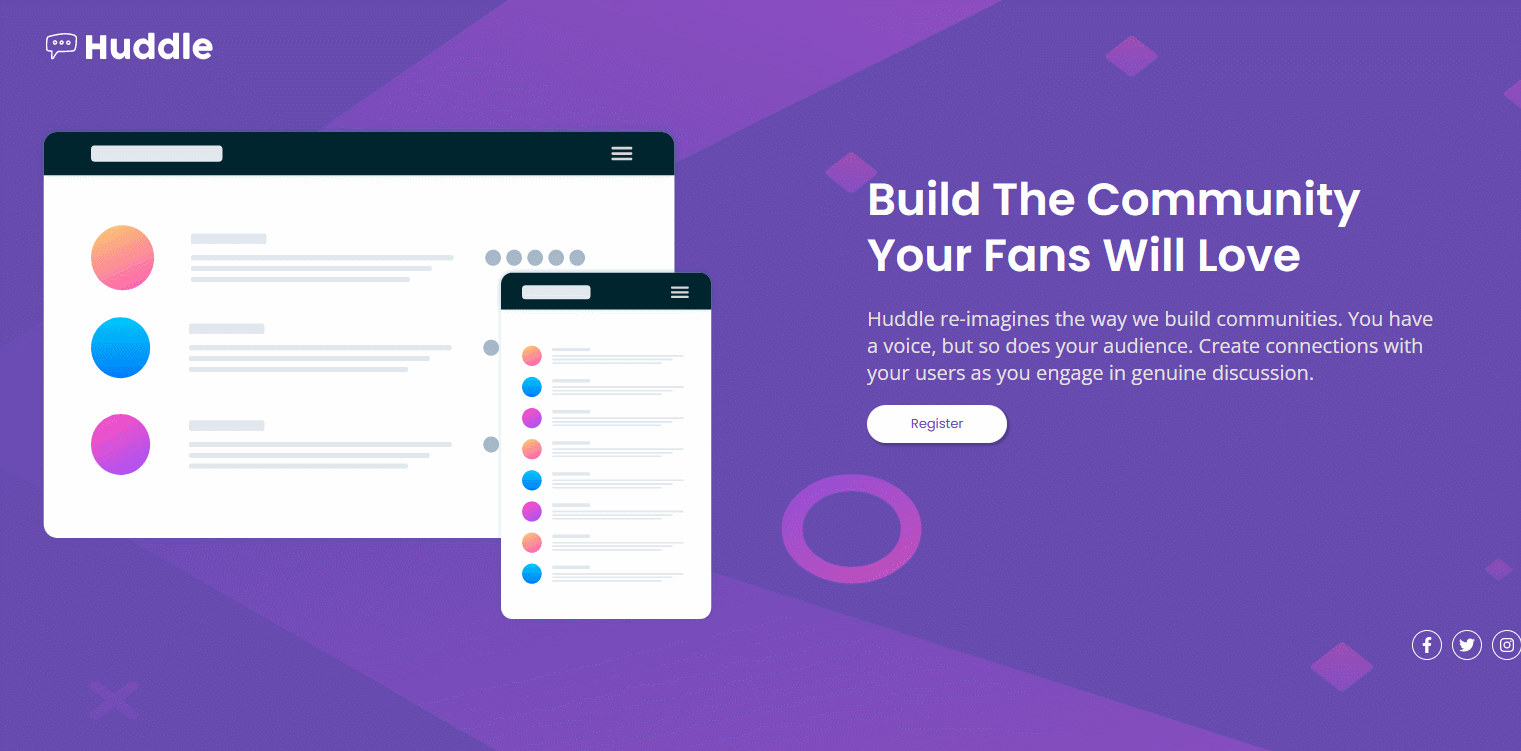 Huddle
Build The Community
Your Fans Will Love
Huddle re-imagines the way we build communities. You have
a voice, but so does your audience. Create connections with
your users as you engage in genuine discussion.
Register